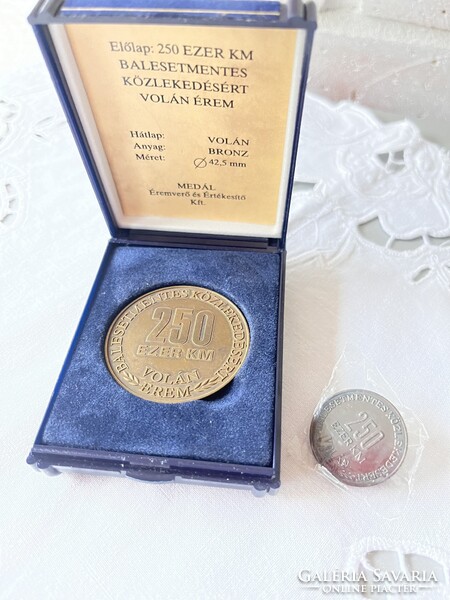 Előlap: 250 EZER KM
BALESETMENTES
KÖZLEKEDÉSÉRT
VOLÁN ÉREM
Hátlap: VOLÁN
Anyag: BRONZ
Méret: ∅ 42,5 mm
MEDÁL
Éremverő és Értékesítő
Kft.
BALESETMENTES KÖZLEKEDÉSÉRT
250
EZER KM
VOLÁN
ÉREM
BALESETMENTES KÖZLEKEDÉSÉRT
250
EZER KM
GALÉRIA SAVARIA
ONLINE PIACTÉR